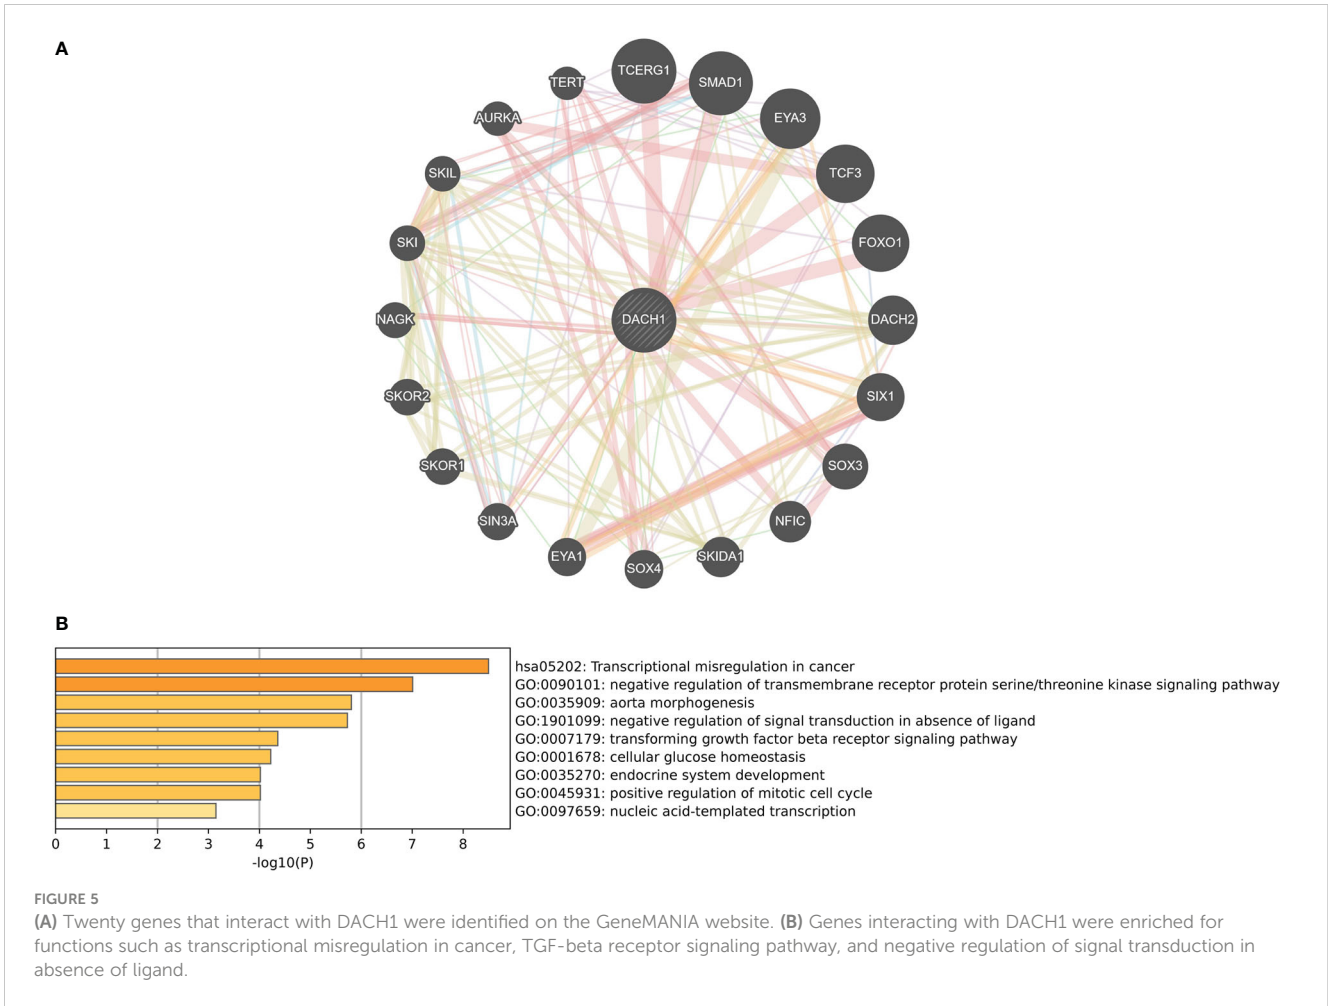 A
TCERG1
TERT
SMAD1
AURKA
EYA3
SKIL
TCF3
SKI
FOXO1
NAGK
DACH1
DACH2
SKOR2
SIX1
SKOR1
SOX3
SIN3A
NFIC
EYA1
SOX4
SKIDA1
B
hsa05202: Transcriptional misregulation in cancer
GO:0090101: negative regulation of transmembrane receptor protein serine/threonine kinase signaling pathway
GO:0035909: aorta morphogenesis
GO:1901099: negative regulation of signal transduction in absence of ligand
GO:0007179: transforming growth factor beta receptor signaling pathway
GO:0001678: cellular glucose homeostasis
GO:0035270: endocrine system development
GO:0045931: positive regulation of mitotic cell cycle
GO:0097659: nucleic acid-templated transcription
0 1 2 3 4 5 6 7 8
-log10(P)
FIGURE 5
(A) Twenty genes that interact with DACH1 were identified on the GeneMANIA website. (B) Genes interacting with DACH1 were enriched for
functions such as transcriptional misregulation in cancer, TGF-beta receptor signaling pathway, and negative regulation of signal transduction in
absence of ligand.